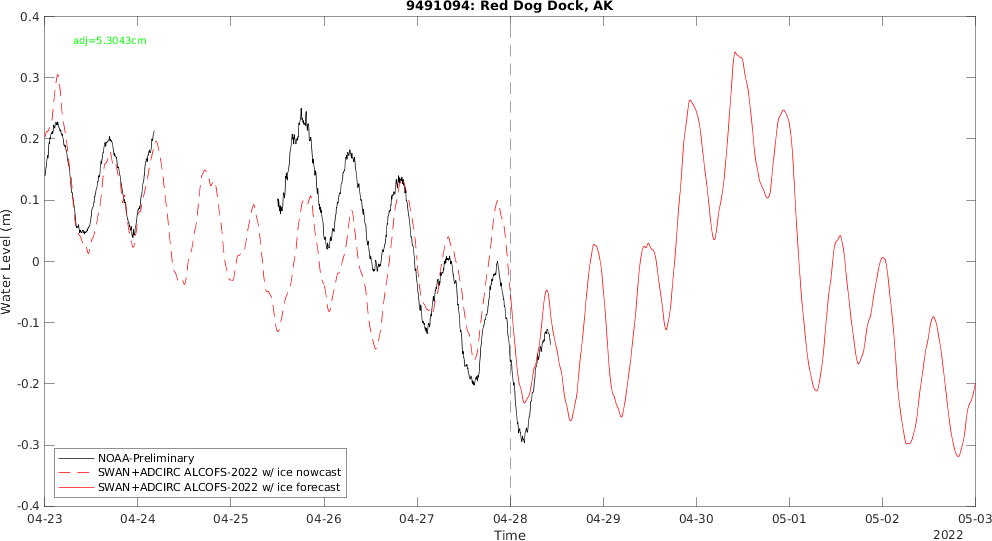 9491094: Red Dog Dock, AK
adj=5.3043cm
Water Level (m)
0.4
0.3
0.2
0.1
0
-0.1
-0.2
-0.3
-0.4
NOAA-Preliminary
SWAN+ADCIRC ALCOFS-2022 w/ ice nowcast
SWAN+ADCIRC ALCOFS-2022 w/ ice forecast
04-23 04-24 04-25 04-26 04-27 04-28 04-29 04-30 05-01 05-02 05-03
Time
2022